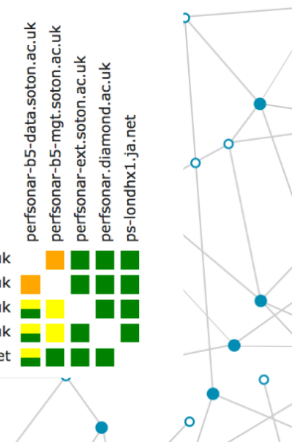 perfsonar-b5-data.soton.ac.uk
perfsonar-b5-mgt.soton.ac.uk
perfsonar-ext.soton.ac.uk
perfsonar.diamond.ac.uk
ps-londhx1.ja.net
uk
uk
uk
uk
et